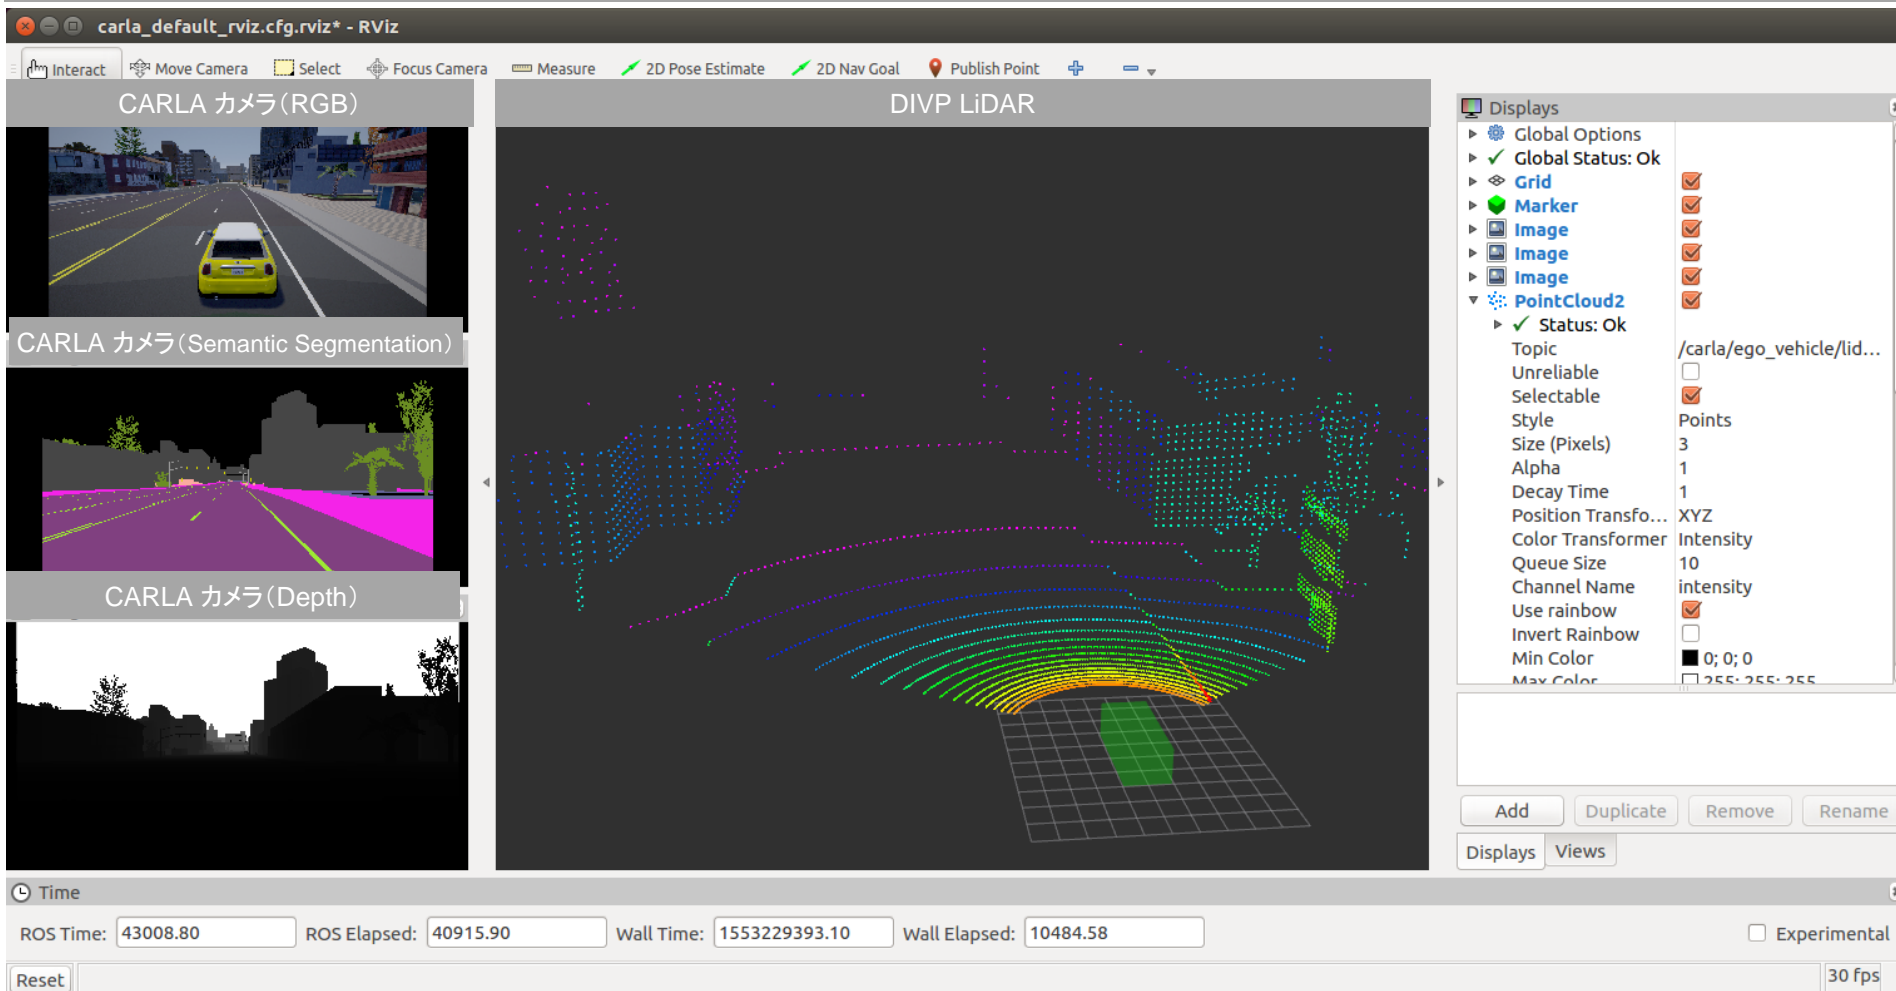 carla_default_rviz.cfg.rviz* - RViz
Interact Move Camera Select Focus Camera Measure 2D Pose Estimate 2D Nav Goal Publish Point
CARLA カメラ(RGB)
DIVP LiDAR
CARLA カメラ(Semantic Segmentation)
CARLA カメラ(Depth)
Displays
Global Options
Global Status: Ok
Grid
Marker
Image
Image
Image
PointCloud2
Status: Ok
Topic /carla/ego_vehicle/lid...
Unreliable
Selectable
Style Points
Size (Pixels) 3
Alpha 1
Decay Time 1
Position Transfo... XYZ
Color Transformer Intensity
Queue Size 10
Channel Name intensity
Use rainbow
Invert Rainbow
Min Color 0; 0; 0
Max Color 255; 255; 255
Add Duplicate Remove Rename
Displays Views
Time
ROS Time: 43008.80 ROS Elapsed: 40915.90 Wall Time: 1553229393.10 Wall Elapsed: 10484.58 Experimental
Reset 30 fps